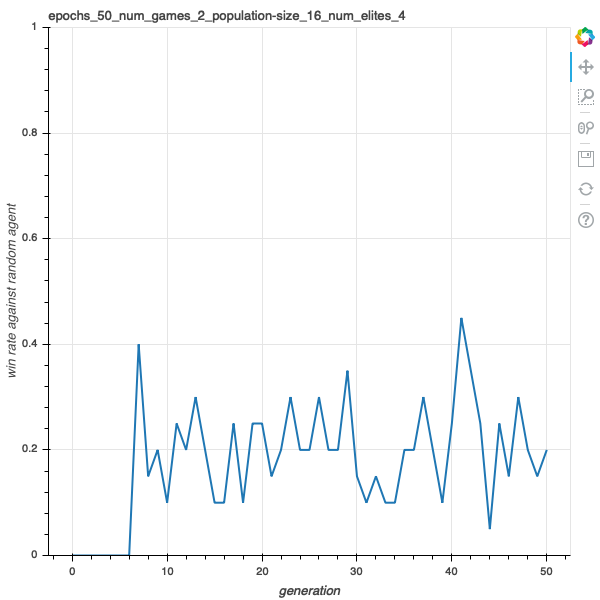 epochs_50_num_games_2_population-size_16_num_elites_4
1
0.8
0.6
0.4
0.2
0
win rate against random agent
0 10 20 30 40 50
generation